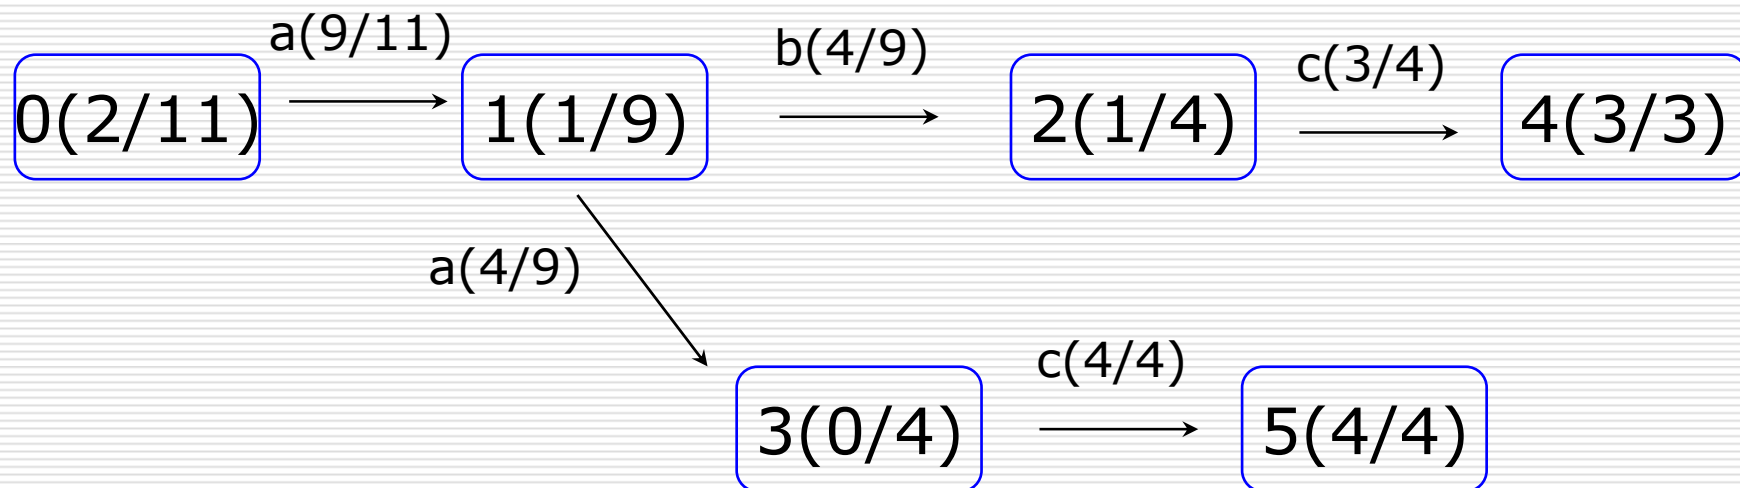 a(9/11)
b(4/9)
c(3/4)
0(2/11)
1(1/9)
2(1/4)
4(3/3)
a(4/9)
c(4/4)
3(0/4)
5(4/4)